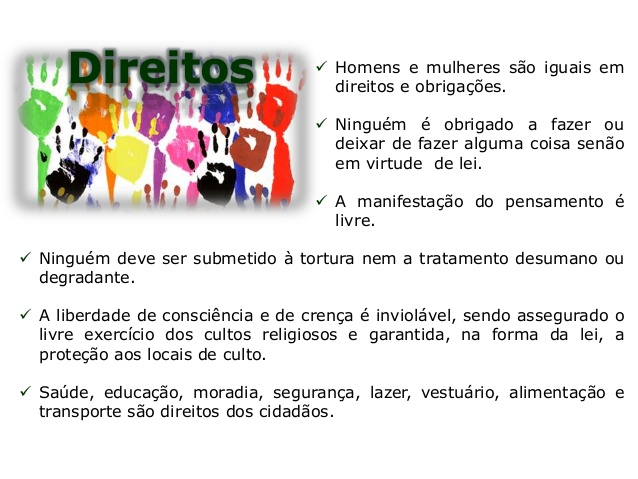 Direitos
✓ Homens e mulheres são iguais em
direitos e obrigações.
✓ Ninguém é obrigado a fazer ou
deixar de fazer alguma coisa senão
em virtude de lei.
✓ A manifestação do pensamento é
livre.
✓ Ninguém deve ser submetido à tortura nem a tratamento desumano ou
degradante.
✓ A liberdade de consciência e de crença é inviolável, sendo assegurado o
livre exercício dos cultos religiosos e garantida, na forma da lei, a
proteção aos locais de culto.
✓ Saúde, educação, moradia, segurança, lazer, vestuário, alimentação e
transporte são direitos dos cidadãos.